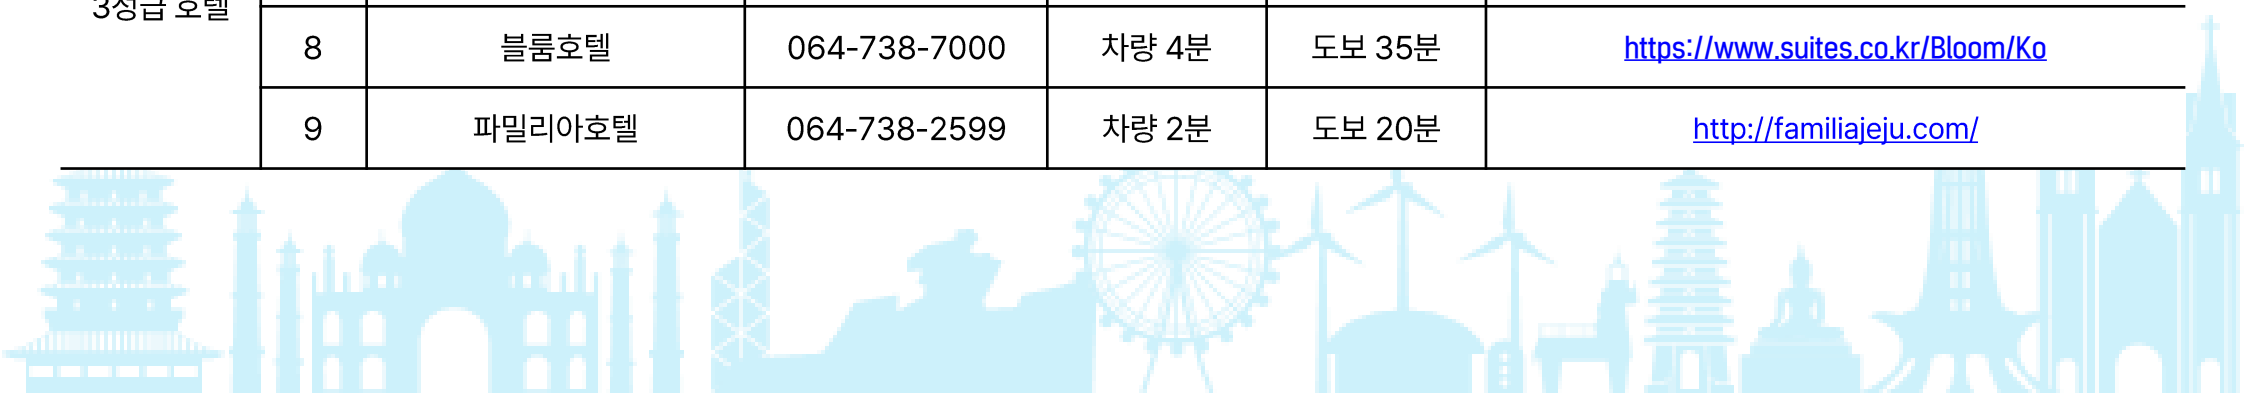 3성급 호텔
8 블룸호텔 064-738-7000 차량 4분 도보 35분 https://www.suites.co.kr/Bloom/Ko
9 파밀리아호텔 064-738-2599 차량 2분 도보 20분 http://familiajeju.com/